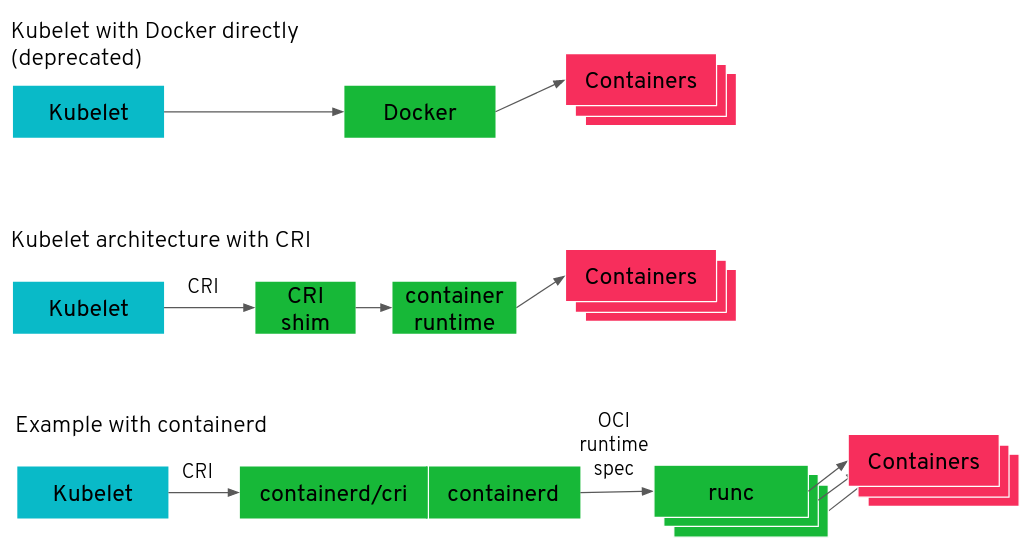 Kubelet with Docker directly
(deprecated)
Kubelet
Docker
Containers
Kubelet architecture with CRI
Kubelet
CRI
CRI
shim
container
runtime
Containers
Example with containerd
Kubelet
CRI
containerd/cri
containerd
OCI
runtime
spec
runc
Containers